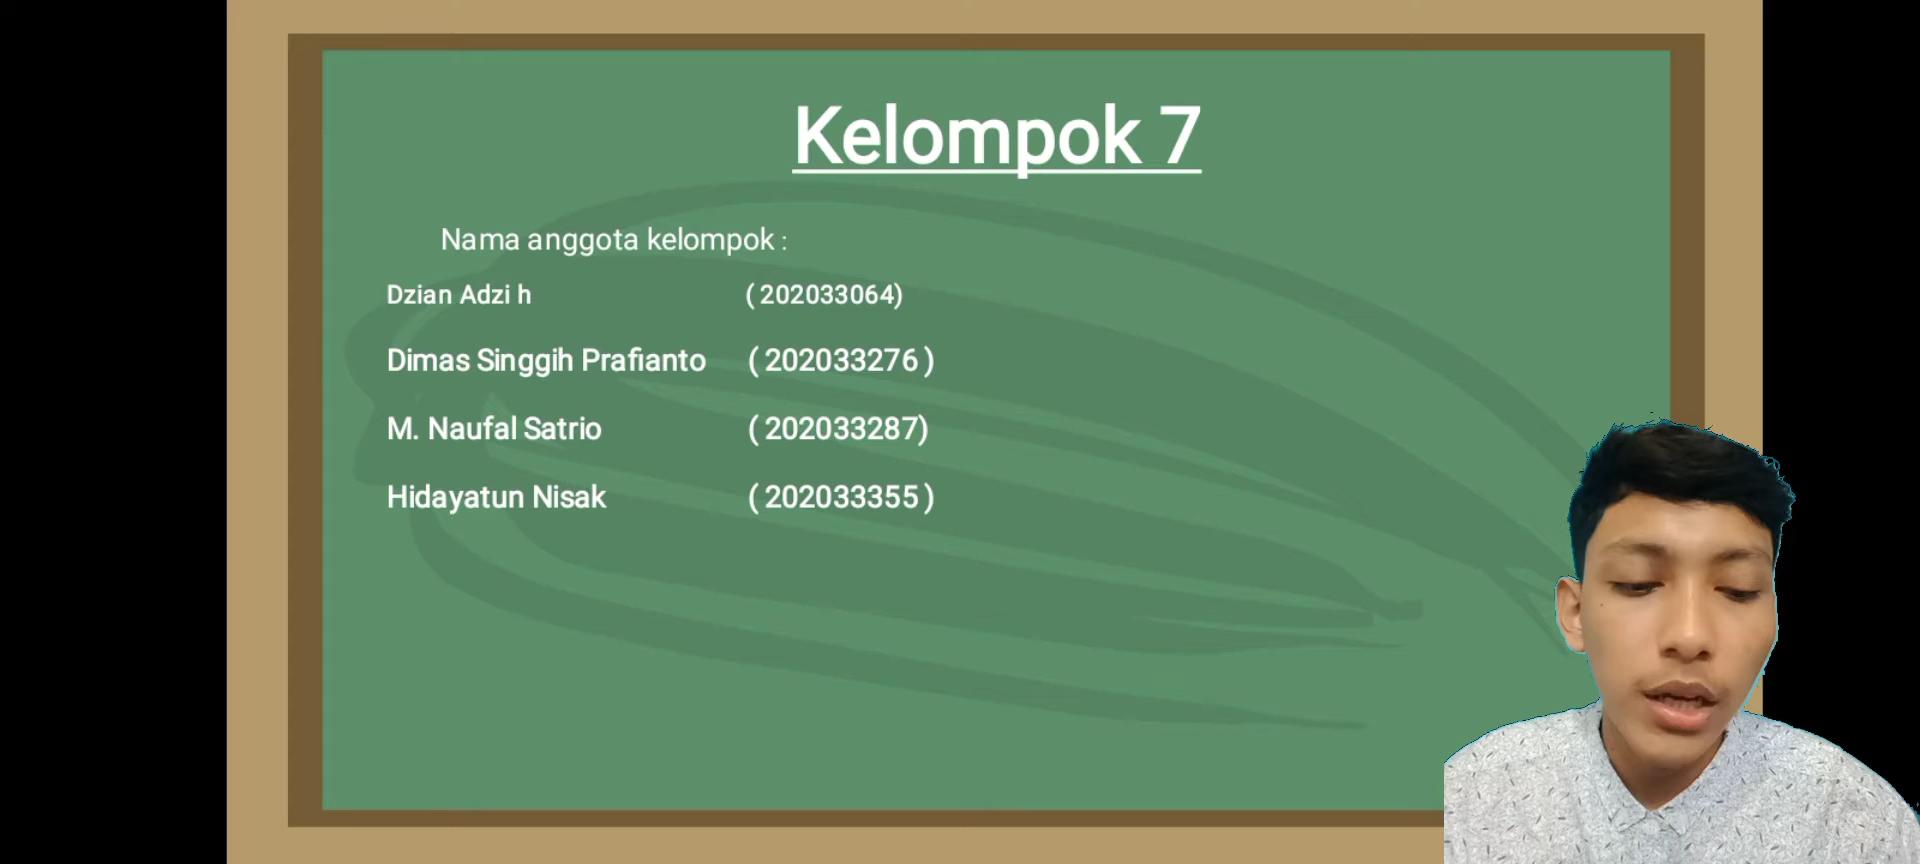 Kelompok 7
Nama anggota kelompok :
Dzian Adzi h ( 202033064)
Dimas Singgih Prafianto ( 202033276 )
M. Naufal Satrio ( 202033287)
Hidayatun Nisak ( 202033355 )